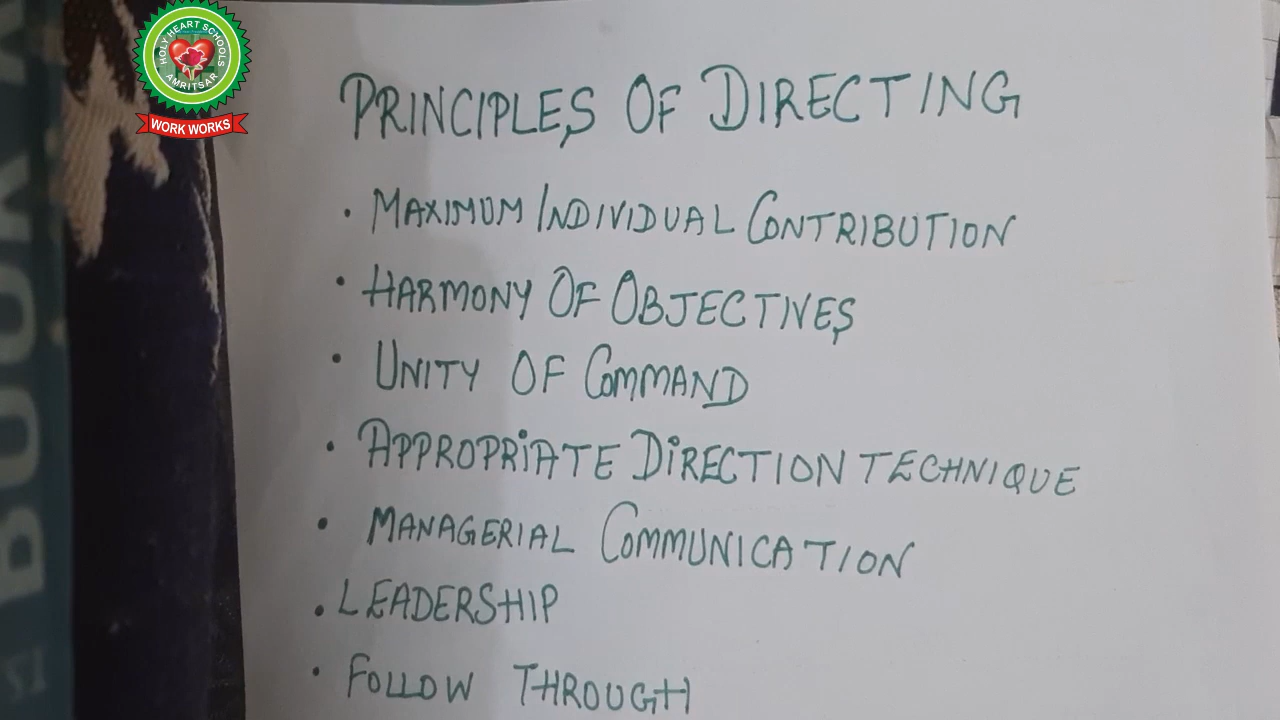 HOLY HEART SCHOOLS
AMRITSAR
WORK WORKS
PRINCIPLES OF DIRECTING
. MAXIMUM INDIVIDUAL CONTRIBUTION
. HARMONY OF OBJECTIVES
. UNITY OF COMMAND
. APPROPRIATE DIRECTION TECHNIQUE
. MANAGERIAL COMMUNICATION
. LEADERSHIP
. FOLLOW THROUGH